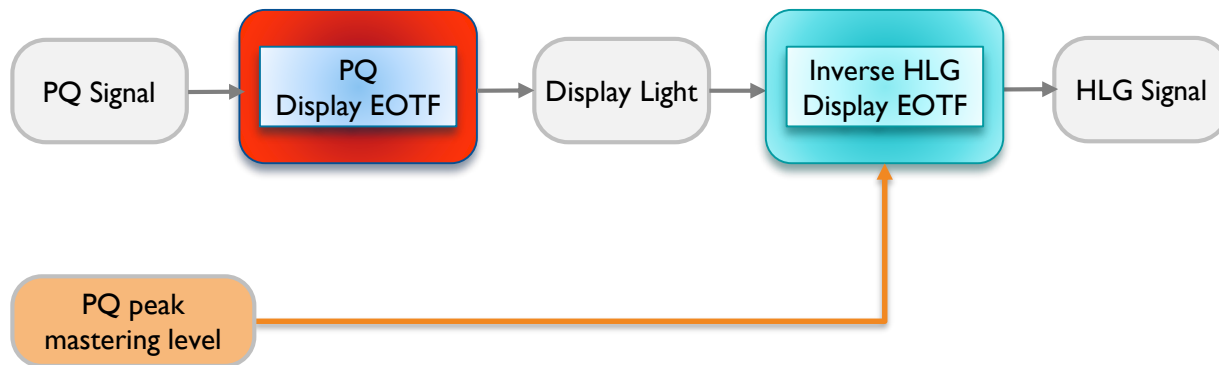 PQ Signal
PQ
Display EOTF
Display Light
Inverse HLG
Display EOTF
HLG Signal
PQ peak
mastering level